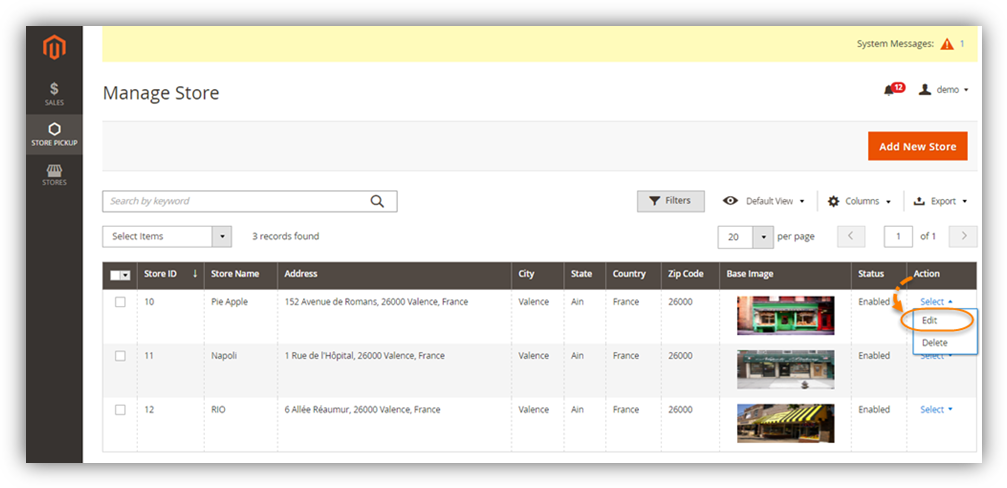 System Messages: 1
$
SALES
Manage Store
12
demo
STORE PICKUP
Add New Store
STORES
Search by keyword
Filters
Default View
Columns
Export
Select Items
3 records found
20
per page
1
of 1
Store ID ↓ Store Name Address City State Country Zip Code Base Image Status Action
10 Pie Apple 152 Avenue de Romans, 26000 Valence, France Valence Ain France 26000 Enabled Select
Edit
Delete
11 Napoli 1 Rue de l'Hôpital, 26000 Valence, France Valence Ain France 26000 Enabled Select
12 RIO 6 Allée Réaumur, 26000 Valence, France Valence Ain France 26000 Enabled Select